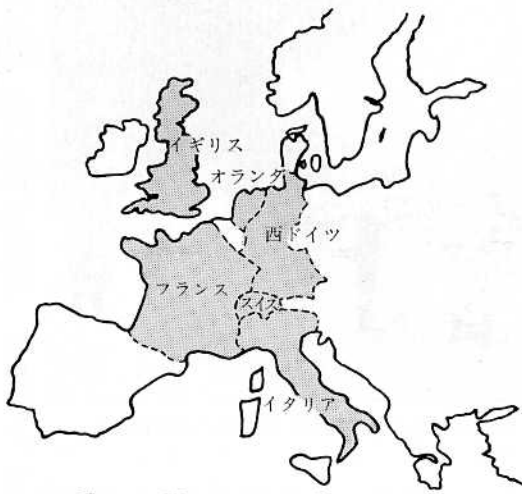 イギリス
オランダ
西ドイツ
フランス
スイス
イタリア